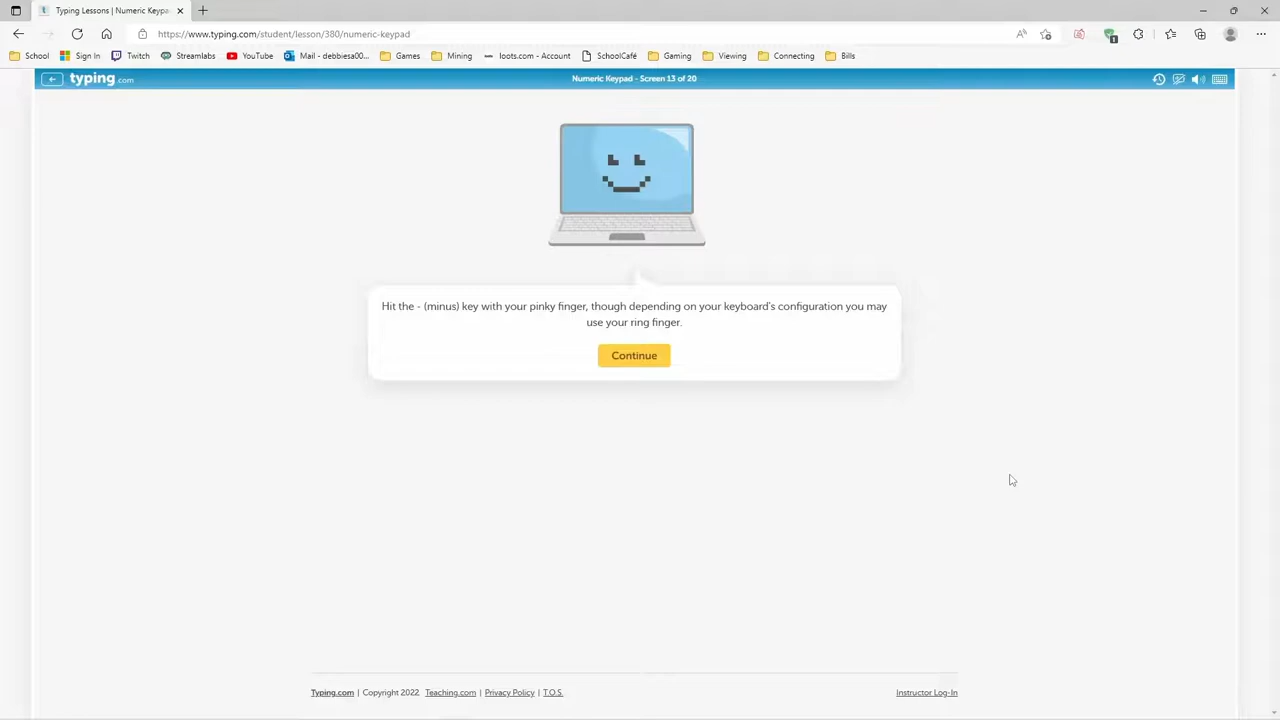 Typing Lessons | Numeric Keypa
https://www.typing.com/student/lesson/380/numeric-keypad
School
Sign In
Twitch
Streamlabs
YouTube
Mail - debbiesa00...
Games
Mining
loots.com - Account
SchoolCafé
Gaming
Viewing
Connecting
Bills
typing.com
Numeric Keypad - Screen 13 of 20
Hit the - (minus) key with your pinky finger, though depending on your keyboard's configuration you may
use your ring finger.
Continue
Typing.com | Copyright 2022 Teaching.com | Privacy Policy | T.O.S.
Instructor Log-In